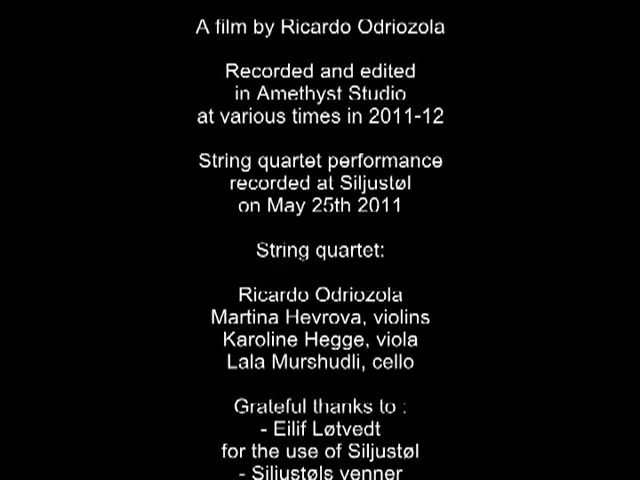 A film by Ricardo Odriozola
Recorded and edited
in Amethyst Studio
at various times in 2011-12
String quartet performance
recorded at Siljustøl
on May 25th 2011
String quartet:
Ricardo Odriozola
Martina Hevrova, violins
Karoline Hegge, viola
Lala Murshudli, cello
Grateful thanks to :
- Eilif Løtvedt
for the use of Siljustøl
- Siljustøls venner